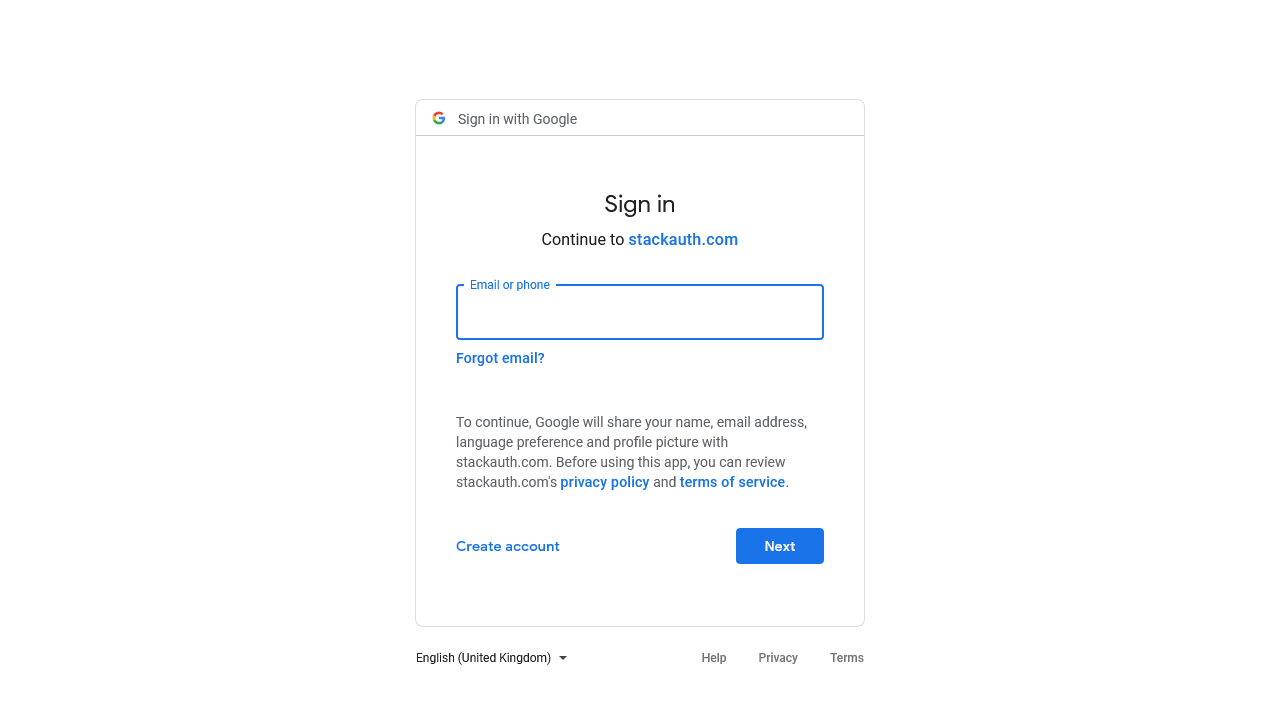 Sign in with Google
Sign in
Continue to stackauth.com
Email or phone
Forgot email?
To continue, Google will share your name, email address,
language preference and profile picture with
stackauth.com. Before using this app, you can review
stackauth.com's privacy policy and terms of service.
Create account
Next
English (United Kingdom)
Help
Privacy
Terms